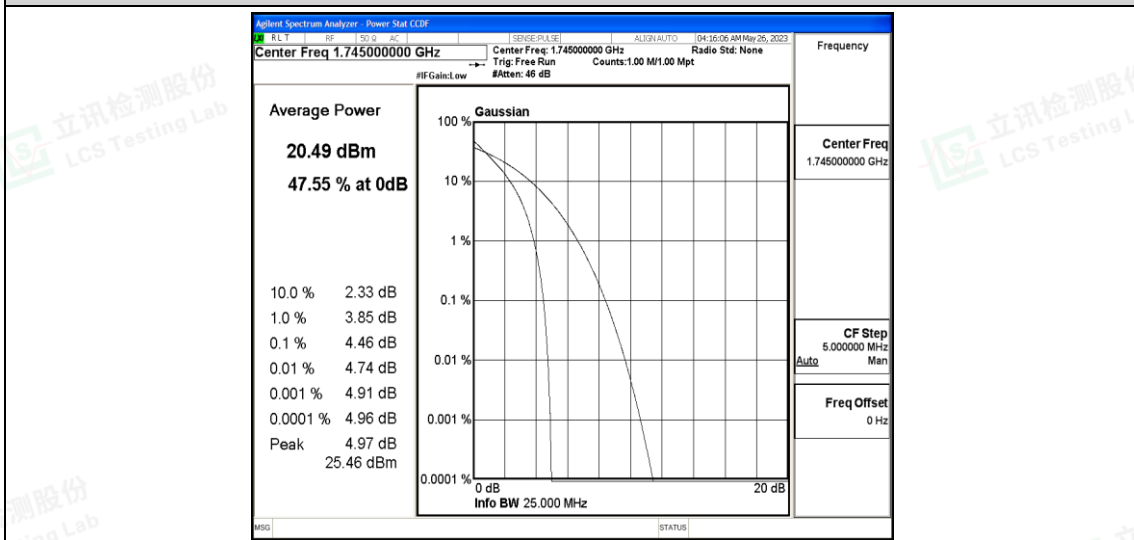 Agilent Spectrum Analyzer - Power Stat CCDF
LXI RL T RF 50 Ω AC SENSE:PULSE ALIGN AUTO 04:16:06 AM May 26, 2023
Center Freq 1.745000000 GHz
Center Freq: 1.745000000 GHz Radio Std: None
Trig: Free Run Counts:1.00 M/1.00 Mpt
#IFGain:Low #Atten: 46 dB
Frequency
Average Power
20.49 dBm
47.55 % at 0dB
10.0 % 2.33 dB
1.0 % 3.85 dB
0.1 % 4.46 dB
0.01 % 4.74 dB
0.001 % 4.91 dB
0.0001 % 4.96 dB
Peak 4.97 dB
25.46 dBm
Gaussian
100 %
10 %
1 %
0.1 %
0.01 %
0.001 %
0.0001 %
0 dB 20 dB
Info BW 25.000 MHz
Center Freq
1.745000000 GHz
CF Step
5.000000 MHz
Auto Man
Freq Offset
0 Hz
MSG STATUS
立讯检测股份
LCS Testing Lab
立讯检测股份
LCS Testing L
测股份
ing Lab